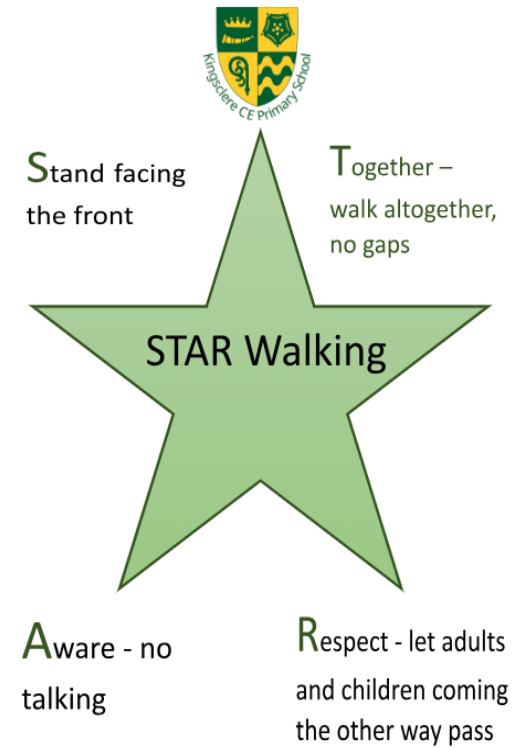 Kingsclere CE Primary School
Stand facing
the front
Together –
walk altogether,
no gaps
STAR Walking
Aware - no
talking
Respect - let adults
and children coming
the other way pass